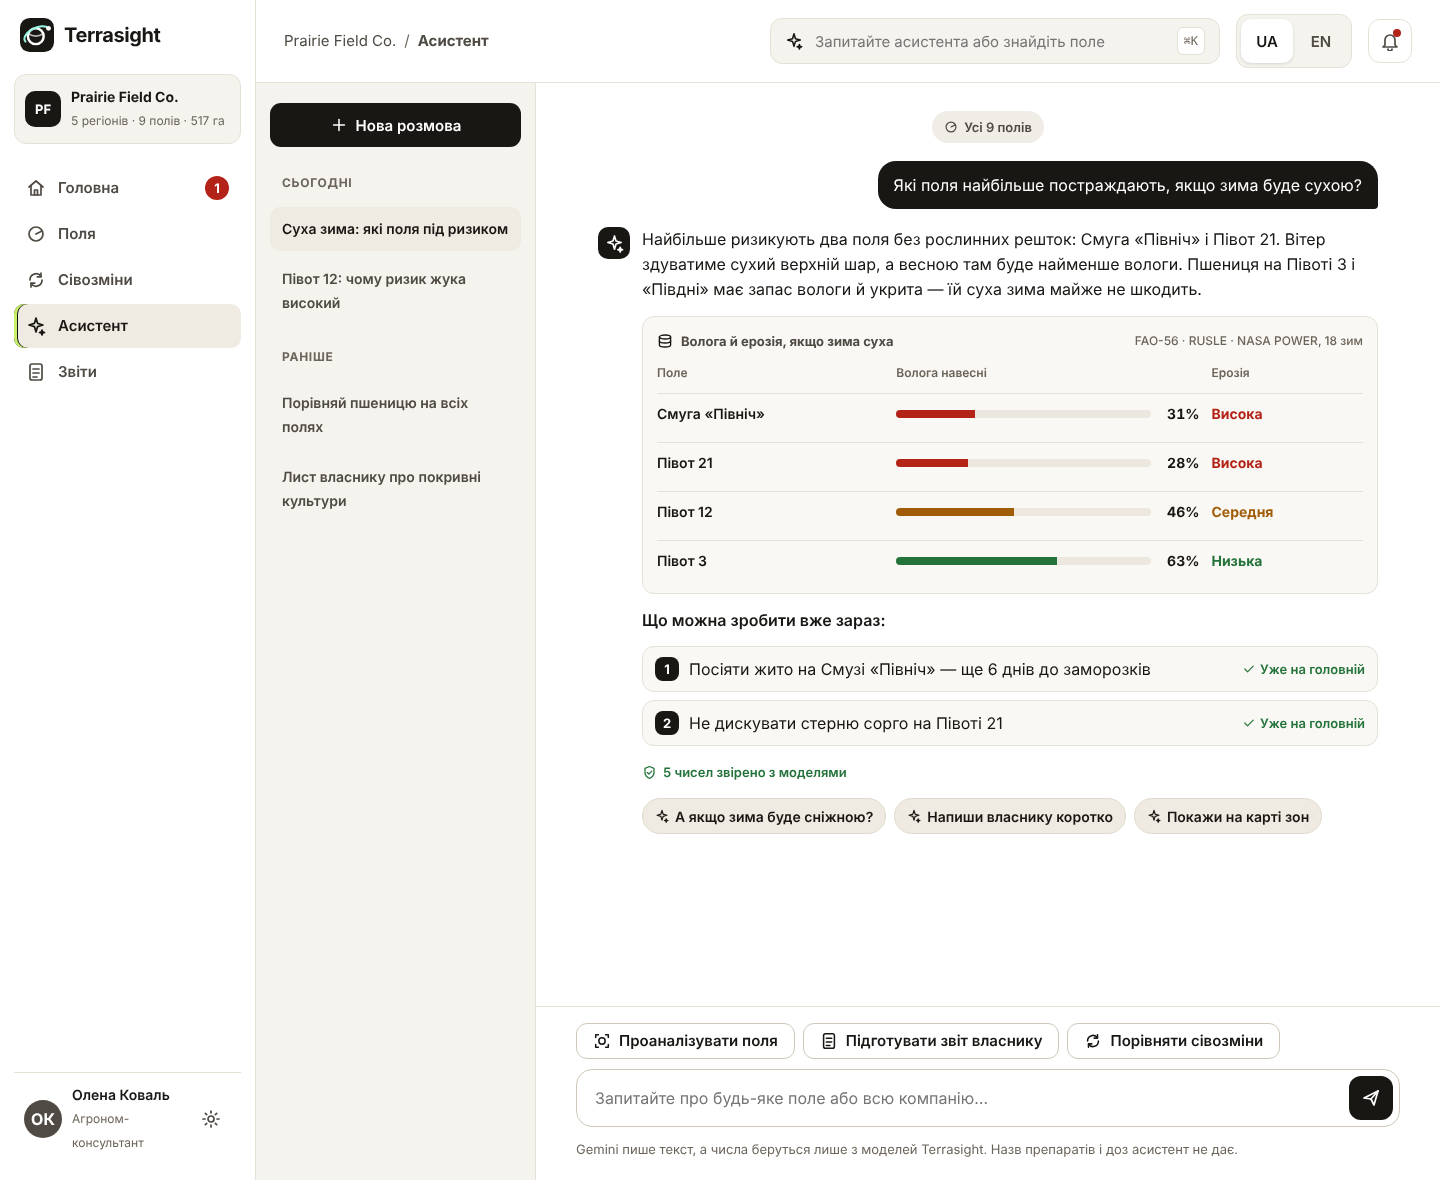 Terrasight
PF
Prairie Field Co.
5 регіонів · 9 полів · 517 га
Головна
1
Поля
Сівозміни
Асистент
Звіти
ОК
Олена Коваль
Агроном-
консультант
Prairie Field Co. / Асистент
Запитайте асистента або знайдіть поле
⌘K
UA
EN
Нова розмова
СЬОГОДНІ
Суха зима: які поля під ризиком
Півот 12: чому ризик жука
високий
РАНІШЕ
Порівняй пшеницю на всіх
полях
Лист власнику про покривні
культури
Усі 9 полів
Які поля найбільше постраждають, якщо зима буде сухою?
Найбільше ризикують два поля без рослинних решток: Смуга «Північ» і Півот 21. Вітер
здуватиме сухий верхній шар, а весною там буде найменше вологи. Пшениця на Півоті 3 і
«Півдні» має запас вологи й укрита — їй суха зима майже не шкодить.
Волога й ерозія, якщо зима суха
FAO-56 · RUSLE · NASA POWER, 18 зим
Поле Волога навесні Ерозія
Смуга «Північ» 31% Висока
Півот 21 28% Висока
Півот 12 46% Середня
Півот 3 63% Низька
Що можна зробити вже зараз:
1 Посіяти жито на Смузі «Північ» — ще 6 днів до заморозків
Уже на головній
2 Не дискувати стерню сорго на Півоті 21
Уже на головній
5 чисел звірено з моделями
А якщо зима буде сніжною?
Напиши власнику коротко
Покажи на карті зон
Проаналізувати поля
Підготувати звіт власнику
Порівняти сівозміни
Запитайте про будь-яке поле або всю компанію...
Gemini пише текст, а числа беруться лише з моделей Terrasight. Назв препаратів і доз асистент не дає.